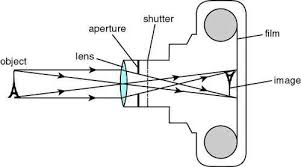 shutter
aperture
film
lens
object
image
A
A